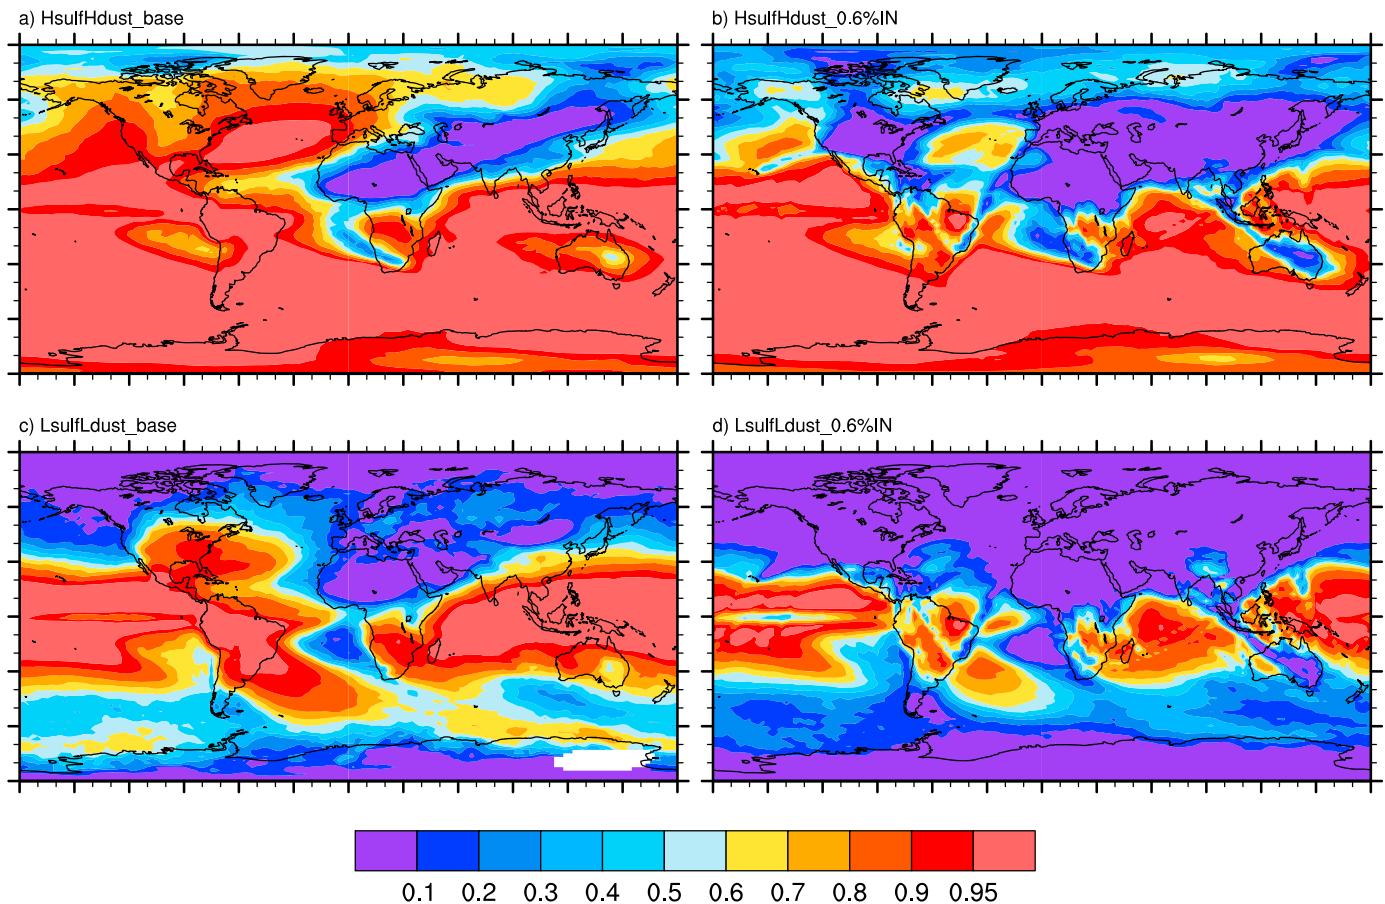 a) HsulfHdust_base
b) HsulfHdust_0.6%IN
c) LsulfLdust_base
d) LsulfLdust_0.6%IN
0.1 0.2 0.3 0.4 0.5 0.6 0.7 0.8 0.9 0.95